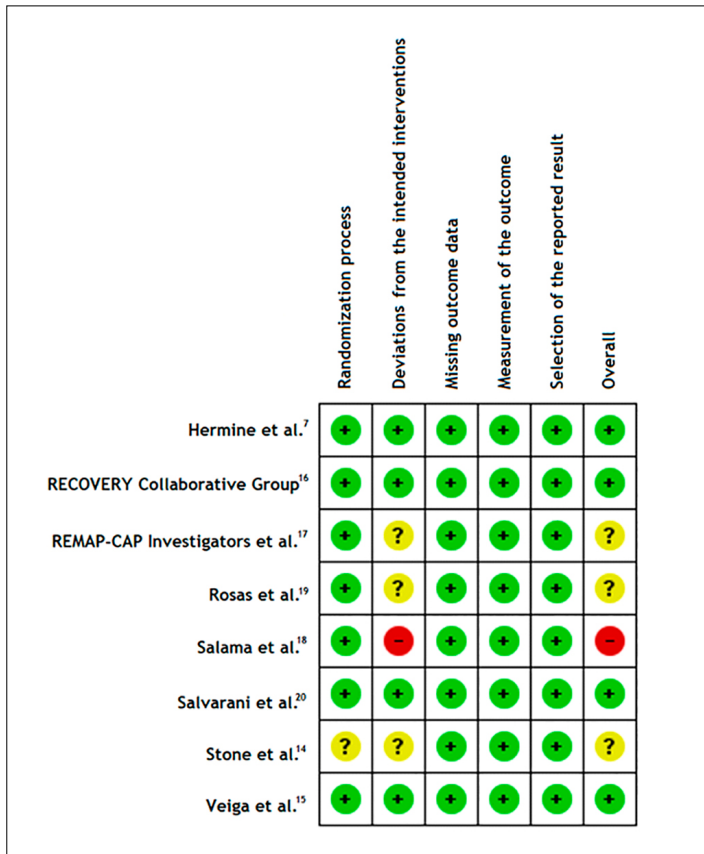 Randomization process
Deviations from the intended interventions
Missing outcome data
Measurement of the outcome
Selection of the reported result
Overall
Hermine et al.7 + + + + + +
RECOVERY Collaborative Group16 + + + + + +
REMAP-CAP Investigators et al.17 + ? + + + ?
Rosas et al.19 + ? + + + ?
Salama et al.18 + - + + + -
Salvarani et al.20 + + + + + +
Stone et al.14 ? ? + + + ?
Veiga et al.15 + + + + + +